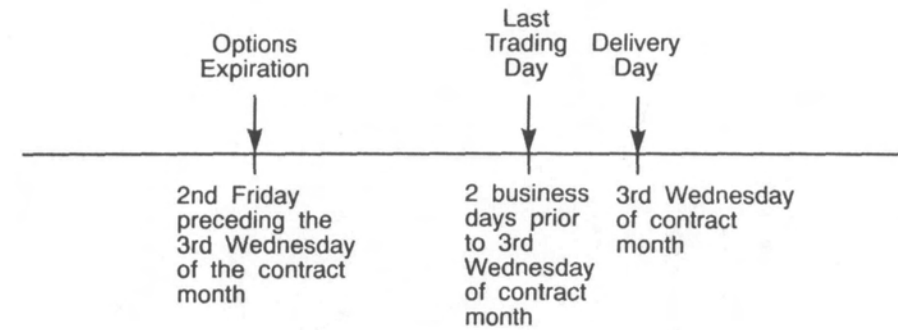 Options
Expiration
Last
Trading
Day
Delivery
Day
2nd Friday
preceding the
3rd Wednesday
of the contract
month
2 business
days prior
to 3rd
Wednesday
of contract
month
3rd Wednesday
of contract
month